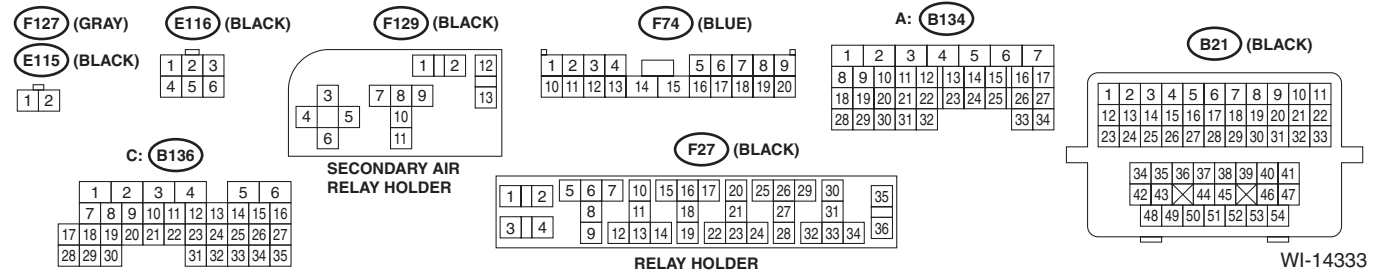 F127 (GRAY)
E115 (BLACK)
1 2
E116 (BLACK)
1 2 3
4 5 6
F129 (BLACK)
1 2 12
3 7 8 9 13
4 5 10
6 11
SECONDARY AIR
RELAY HOLDER
F74 (BLUE)
1 2 3 4 5 6 7 8 9
10 11 12 13 14 15 16 17 18 19 20
A: B134
1 2 3 4 5 6 7
8 9 10 11 12 13 14 15 16 17
18 19 20 21 22 23 24 25 26 27
28 29 30 31 32 33 34
B21 (BLACK)
1 2 3 4 5 6 7 8 9 10 11
12 13 14 15 16 17 18 19 20 21 22
23 24 25 26 27 28 29 30 31 32 33
34 35 36 37 38 39 40 41
42 43 44 45 46 47
48 49 50 51 52 53 54
C: B136
1 2 3 4 5 6
7 8 9 10 11 12 13 14 15 16
17 18 19 20 21 22 23 24 25 26 27
28 29 30 31 32 33 34 35
F27 (BLACK)
1 2 5 6 7 10 15 16 17 20 25 26 29 30 35
8 11 18 21 27 31
3 4 9 12 13 14 19 22 23 24 28 32 33 34 36
RELAY HOLDER
WI-14333